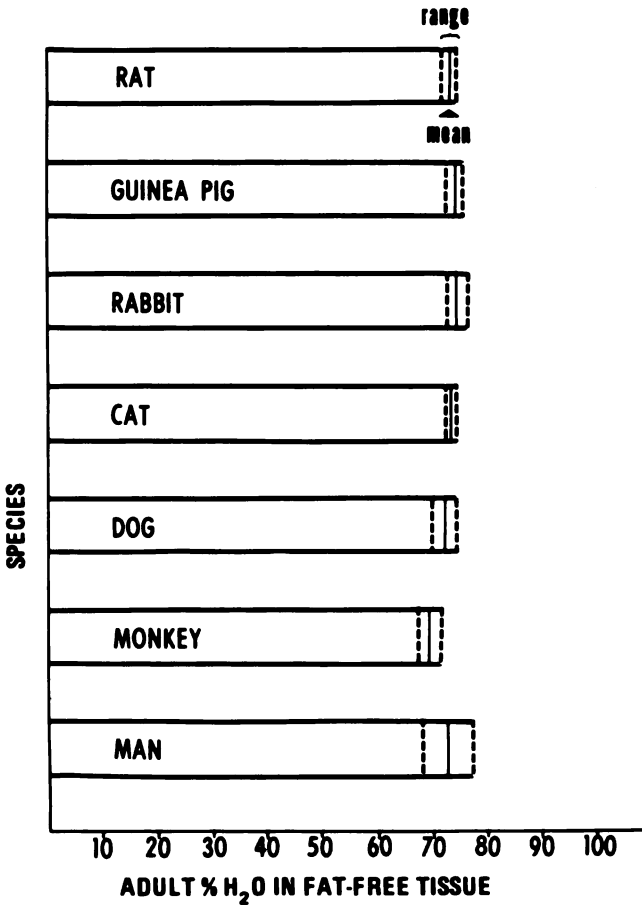 range
RAT
mean
GUINEA PIG
RABBIT
CAT
DOG
MONKEY
MAN
SPECIES
10 20 30 40 50 60 70 80 90 100
ADULT % H₂O IN FAT-FREE TISSUE